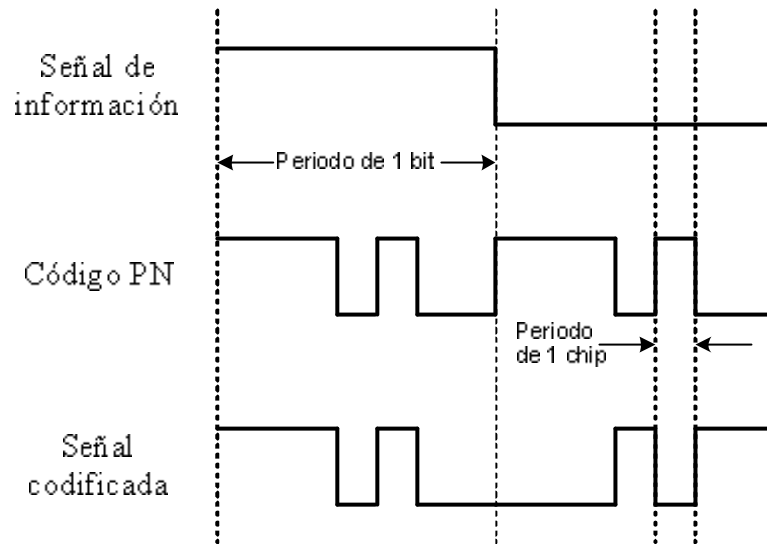 Señal de
información
Periodo de 1 bit
Código PN
Periodo
de 1 chip
Señal
codificada